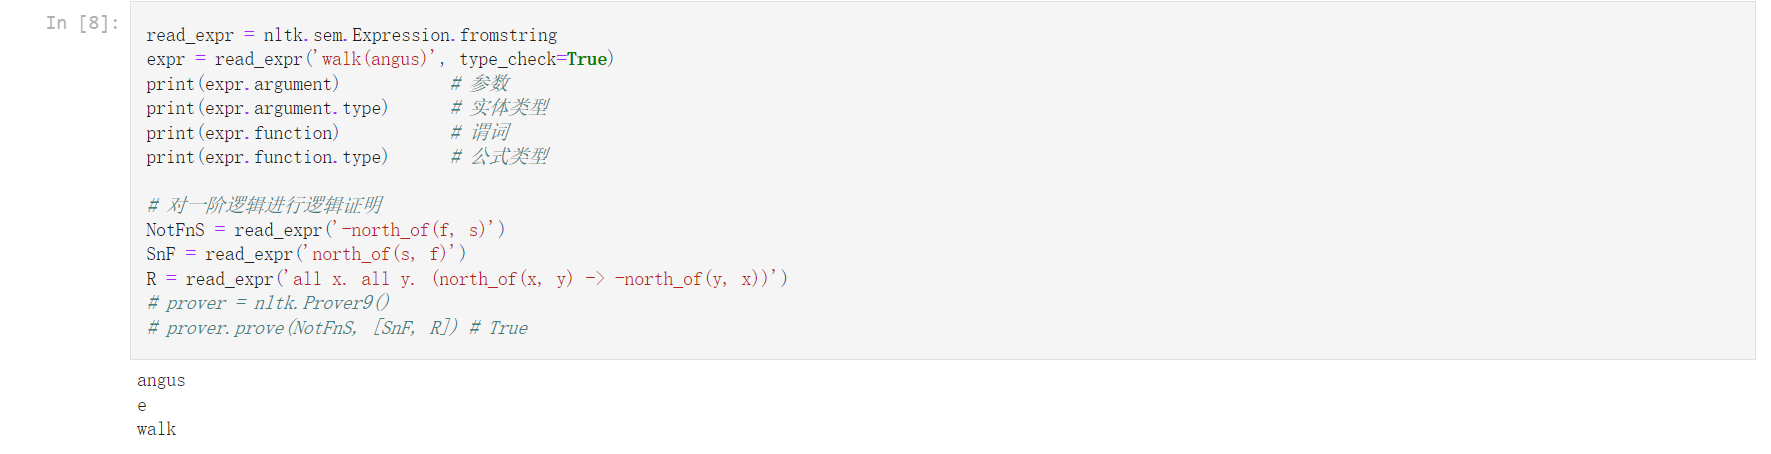 In [8]:
read_expr = nltk.sem.Expression.fromstring
expr = read_expr('walk(angus)', type_check=True)
print(expr.argument) # 参数
print(expr.argument.type) # 实体类型
print(expr.function) # 谓词
print(expr.function.type) # 公式类型
# 对一阶逻辑进行逻辑证明
NotFnS = read_expr('-north_of(f, s)')
SnF = read_expr('north_of(s, f)')
R = read_expr('all x. all y. (north_of(x, y) -> -north_of(y, x))')
# prover = nltk.Prover9()
# prover.prove(NotFnS, [SnF, R]) # True
angus
e
walk